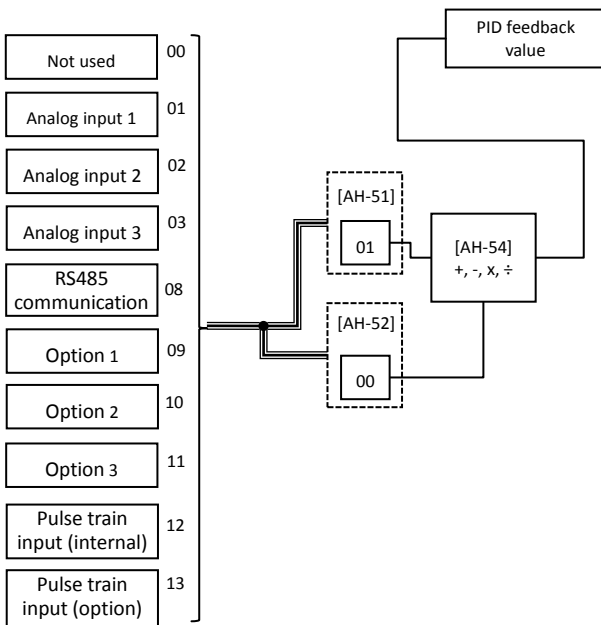 Not used
00
Analog input 1
01
Analog input 2
02
Analog input 3
03
RS485
communication
08
Option 1
09
Option 2
10
Option 3
11
Pulse train
input (internal)
12
Pulse train
input (option)
13
[AH-51]
01
[AH-52]
00
[AH-54]
+, -, x, ÷
PID feedback
value